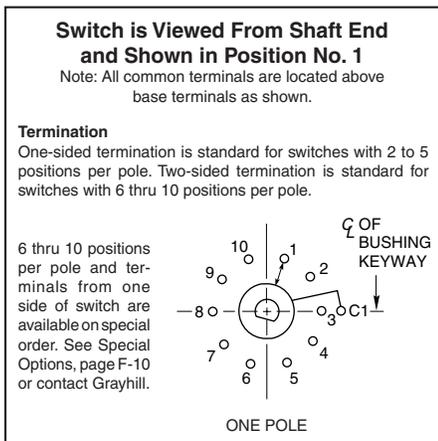 Switch is Viewed From Shaft End
and Shown in Position No. 1
Note: All common terminals are located above
base terminals as shown.
Termination
One-sided termination is standard for switches with 2 to 5
positions per pole. Two-sided termination is standard for
switches with 6 thru 10 positions per pole.
6 thru 10 positions
per pole and ter-
minals from one
side of switch are
available on special
order. See Special
Options, page F-10
or contact Grayhill.
℄ OF
BUSHING
KEYWAY
10
1
9
2
8
3
C1
7
4
6
5
ONE POLE